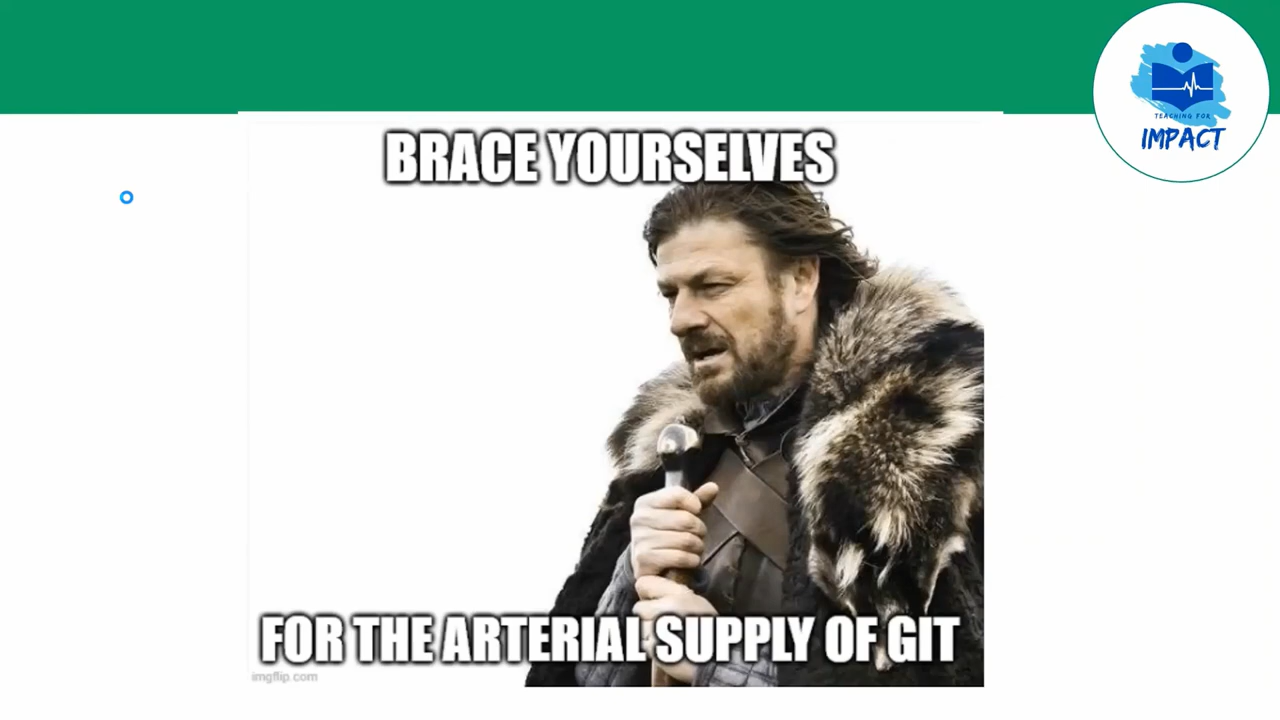 TEACHING FOR
IMPACT
BRACE YOURSELVES
FOR THE ARTERIAL SUPPLY OF GIT
imgflip.com